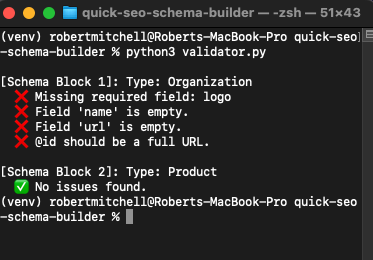 quick-seo-schema-builder — -zsh — 51×43
(venv) robertmitchell@Roberts-MacBook-Pro quick-seo
-schema-builder % python3 validator.py
[Schema Block 1]: Type: Organization
❌ Missing required field: logo
❌ Field 'name' is empty.
❌ Field 'url' is empty.
❌ @id should be a full URL.
[Schema Block 2]: Type: Product
✅ No issues found.
(venv) robertmitchell@Roberts-MacBook-Pro quick-seo
-schema-builder %